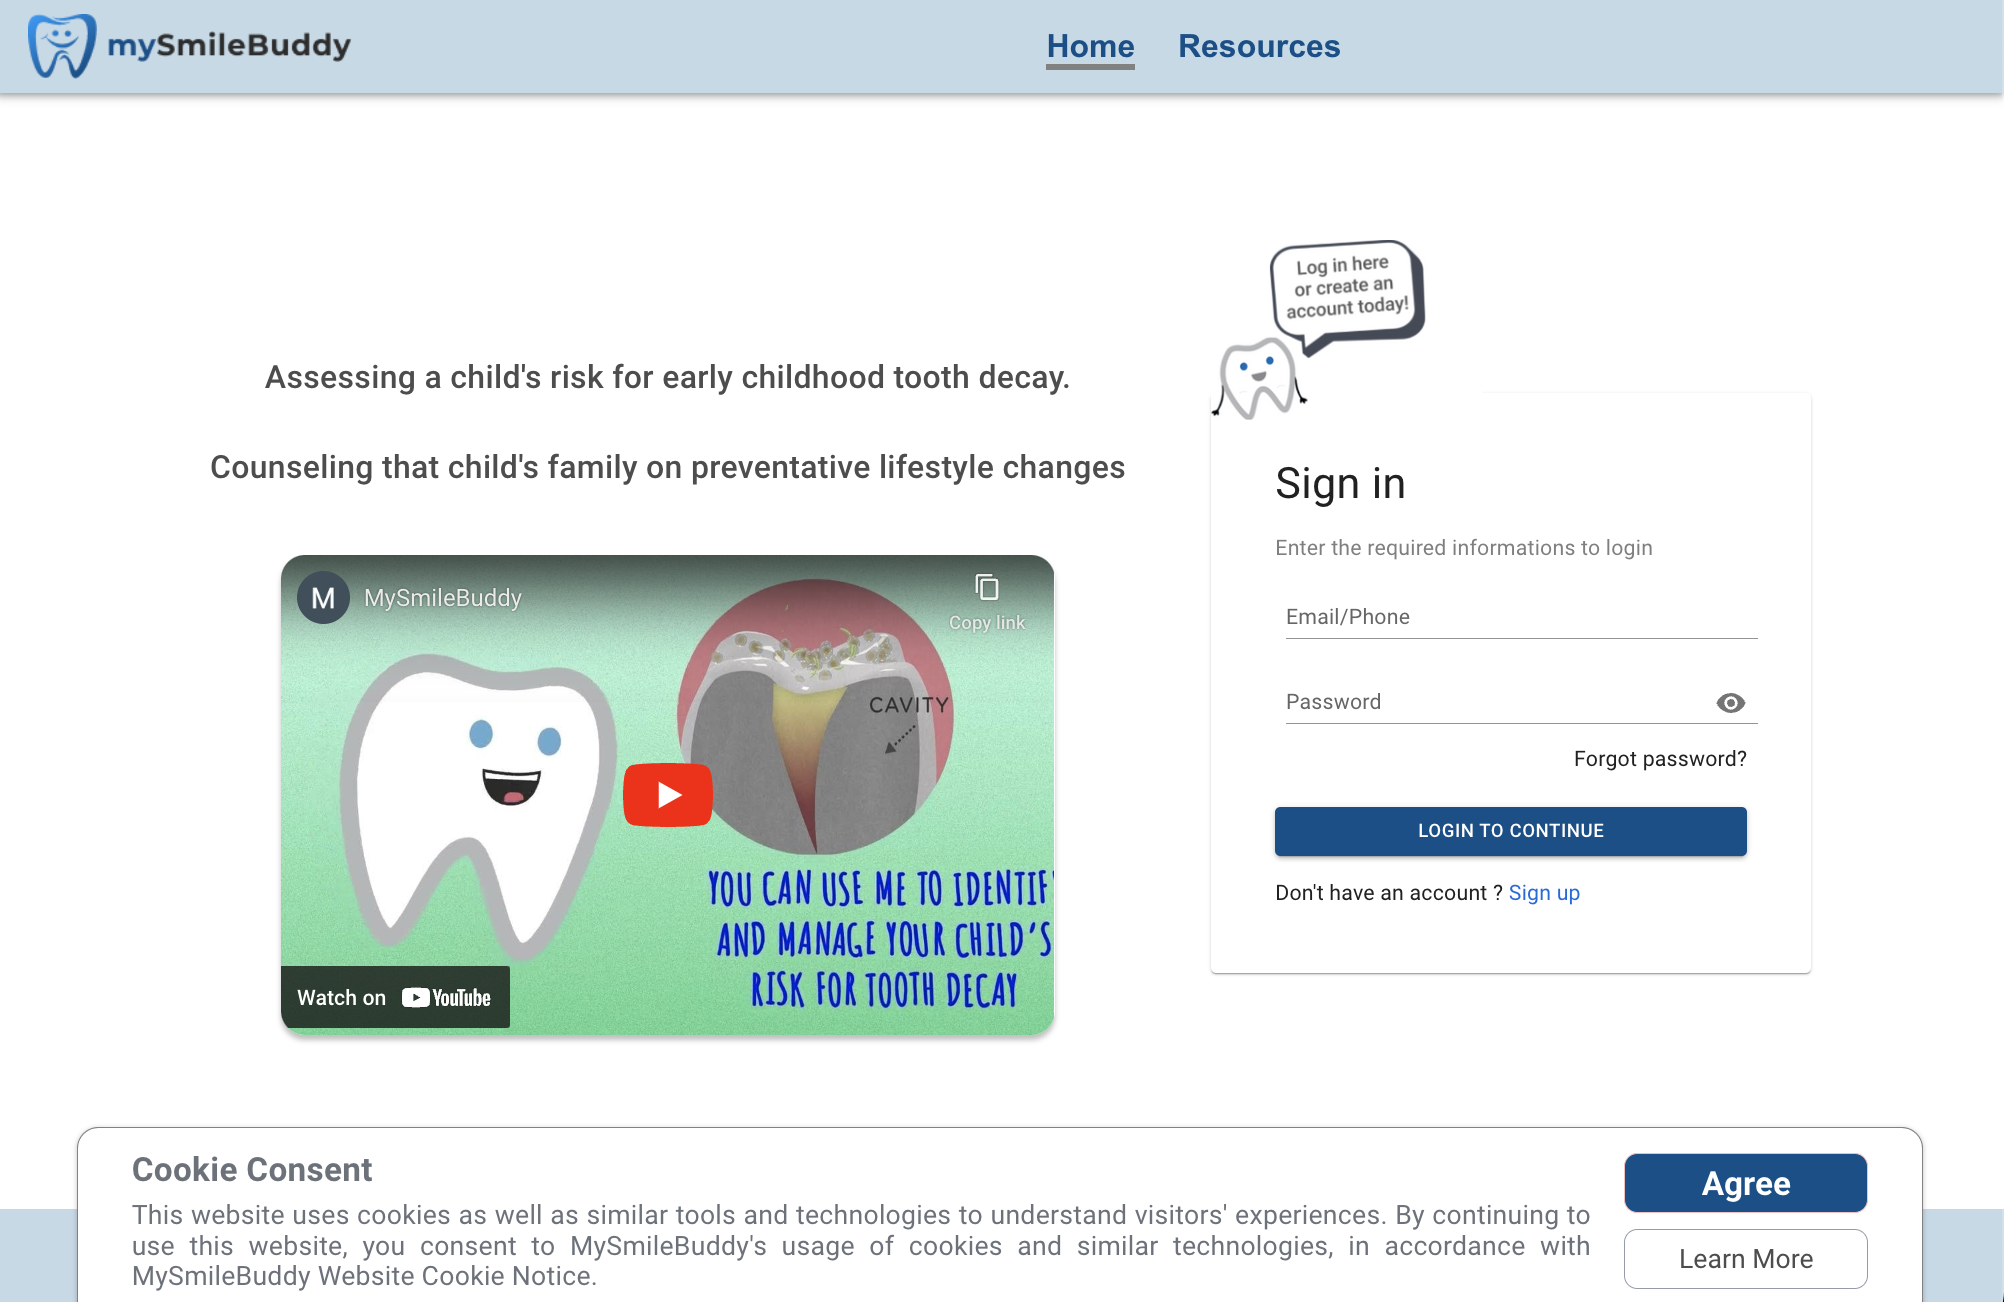 mySmileBuddy
Home
Resources
Log in here
or create an
account today!
Assessing a child's risk for early childhood tooth decay.
Counseling that child's family on preventative lifestyle changes
M
MySmileBuddy
Copy link
CAVITY
YOU CAN USE ME TO IDENTIF
AND MANAGE YOUR CHILD'S
RISK FOR TOOTH DECAY
Watch on YouTube
Sign in
Enter the required informations to login
Email/Phone
Password
Forgot password?
LOGIN TO CONTINUE
Don't have an account ? Sign up
Cookie Consent
This website uses cookies as well as similar tools and technologies to understand visitors' experiences. By continuing to
use this website, you consent to MySmileBuddy's usage of cookies and similar technologies, in accordance with
MySmileBuddy Website Cookie Notice.
Agree
Learn More